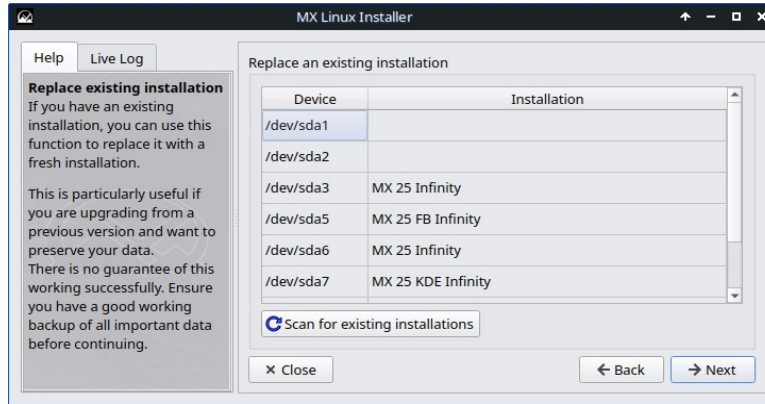 MX Linux Installer
Help
Live Log
Replace existing installation
If you have an existing
installation, you can use this
function to replace it with a
fresh installation.
This is particularly useful if
you are upgrading from a
previous version and want to
preserve your data.
There is no guarantee of this
working successfully. Ensure
you have a good working
backup of all important data
before continuing.
Replace an existing installation
Device Installation
/dev/sda1
/dev/sda2
/dev/sda3 MX 25 Infinity
/dev/sda5 MX 25 FB Infinity
/dev/sda6 MX 25 Infinity
/dev/sda7 MX 25 KDE Infinity
Scan for existing installations
Close
Back
Next